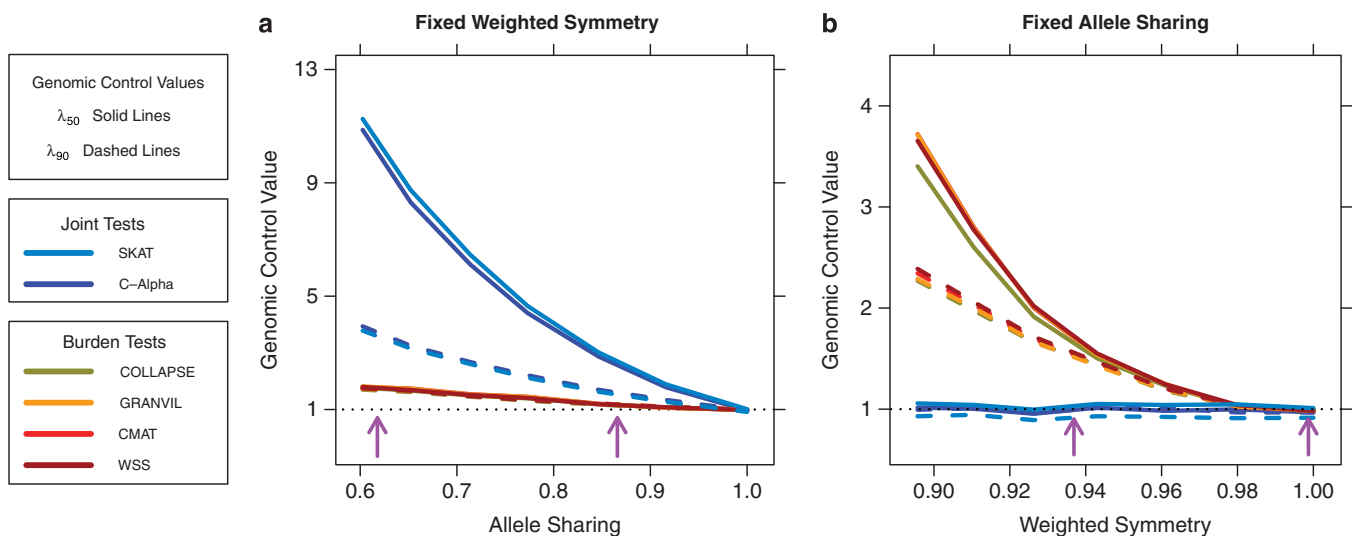 Genomic Control Values
λ50 Solid Lines
λ90 Dashed Lines
Joint Tests
SKAT
C–Alpha
Burden Tests
COLLAPSE
GRANVIL
CMAT
WSS
a
Fixed Weighted Symmetry
Genomic Control Value
13
9
5
1
0.6 0.7 0.8 0.9 1.0
Allele Sharing
b
Fixed Allele Sharing
Genomic Control Value
4
3
2
1
0.90 0.92 0.94 0.96 0.98 1.00
Weighted Symmetry